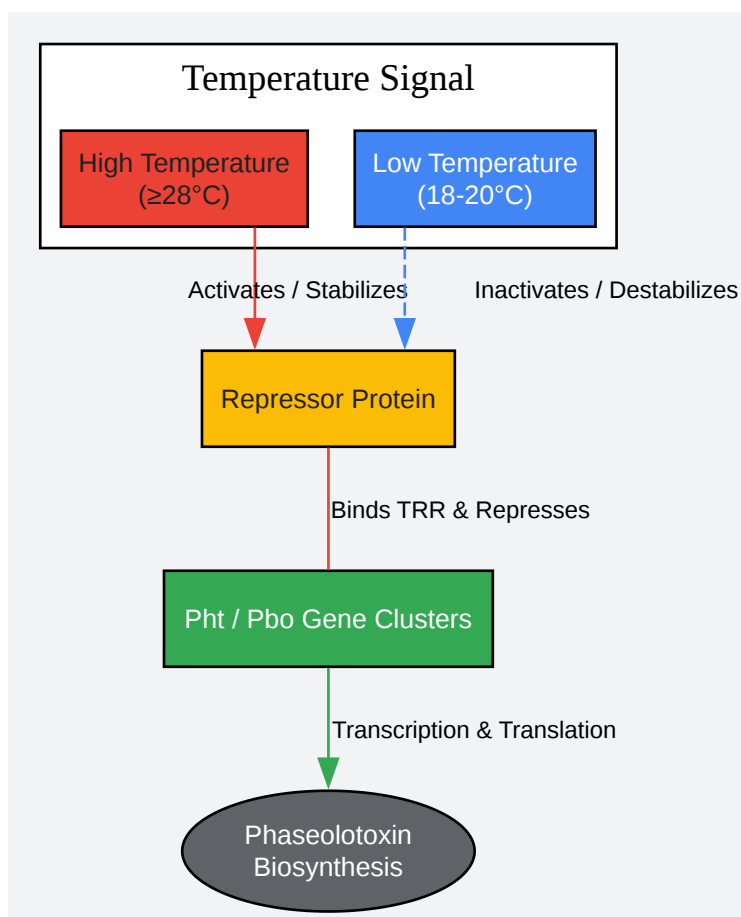 Temperature Signal
High Temperature
(≥28°C)
Low Temperature
(18-20°C)
Activates / Stabilizes
Inactivates / Destabilizes
Repressor Protein
Binds TRR & Represses
Pht / Pbo Gene Clusters
Transcription & Translation
Phaseolotoxin
Biosynthesis